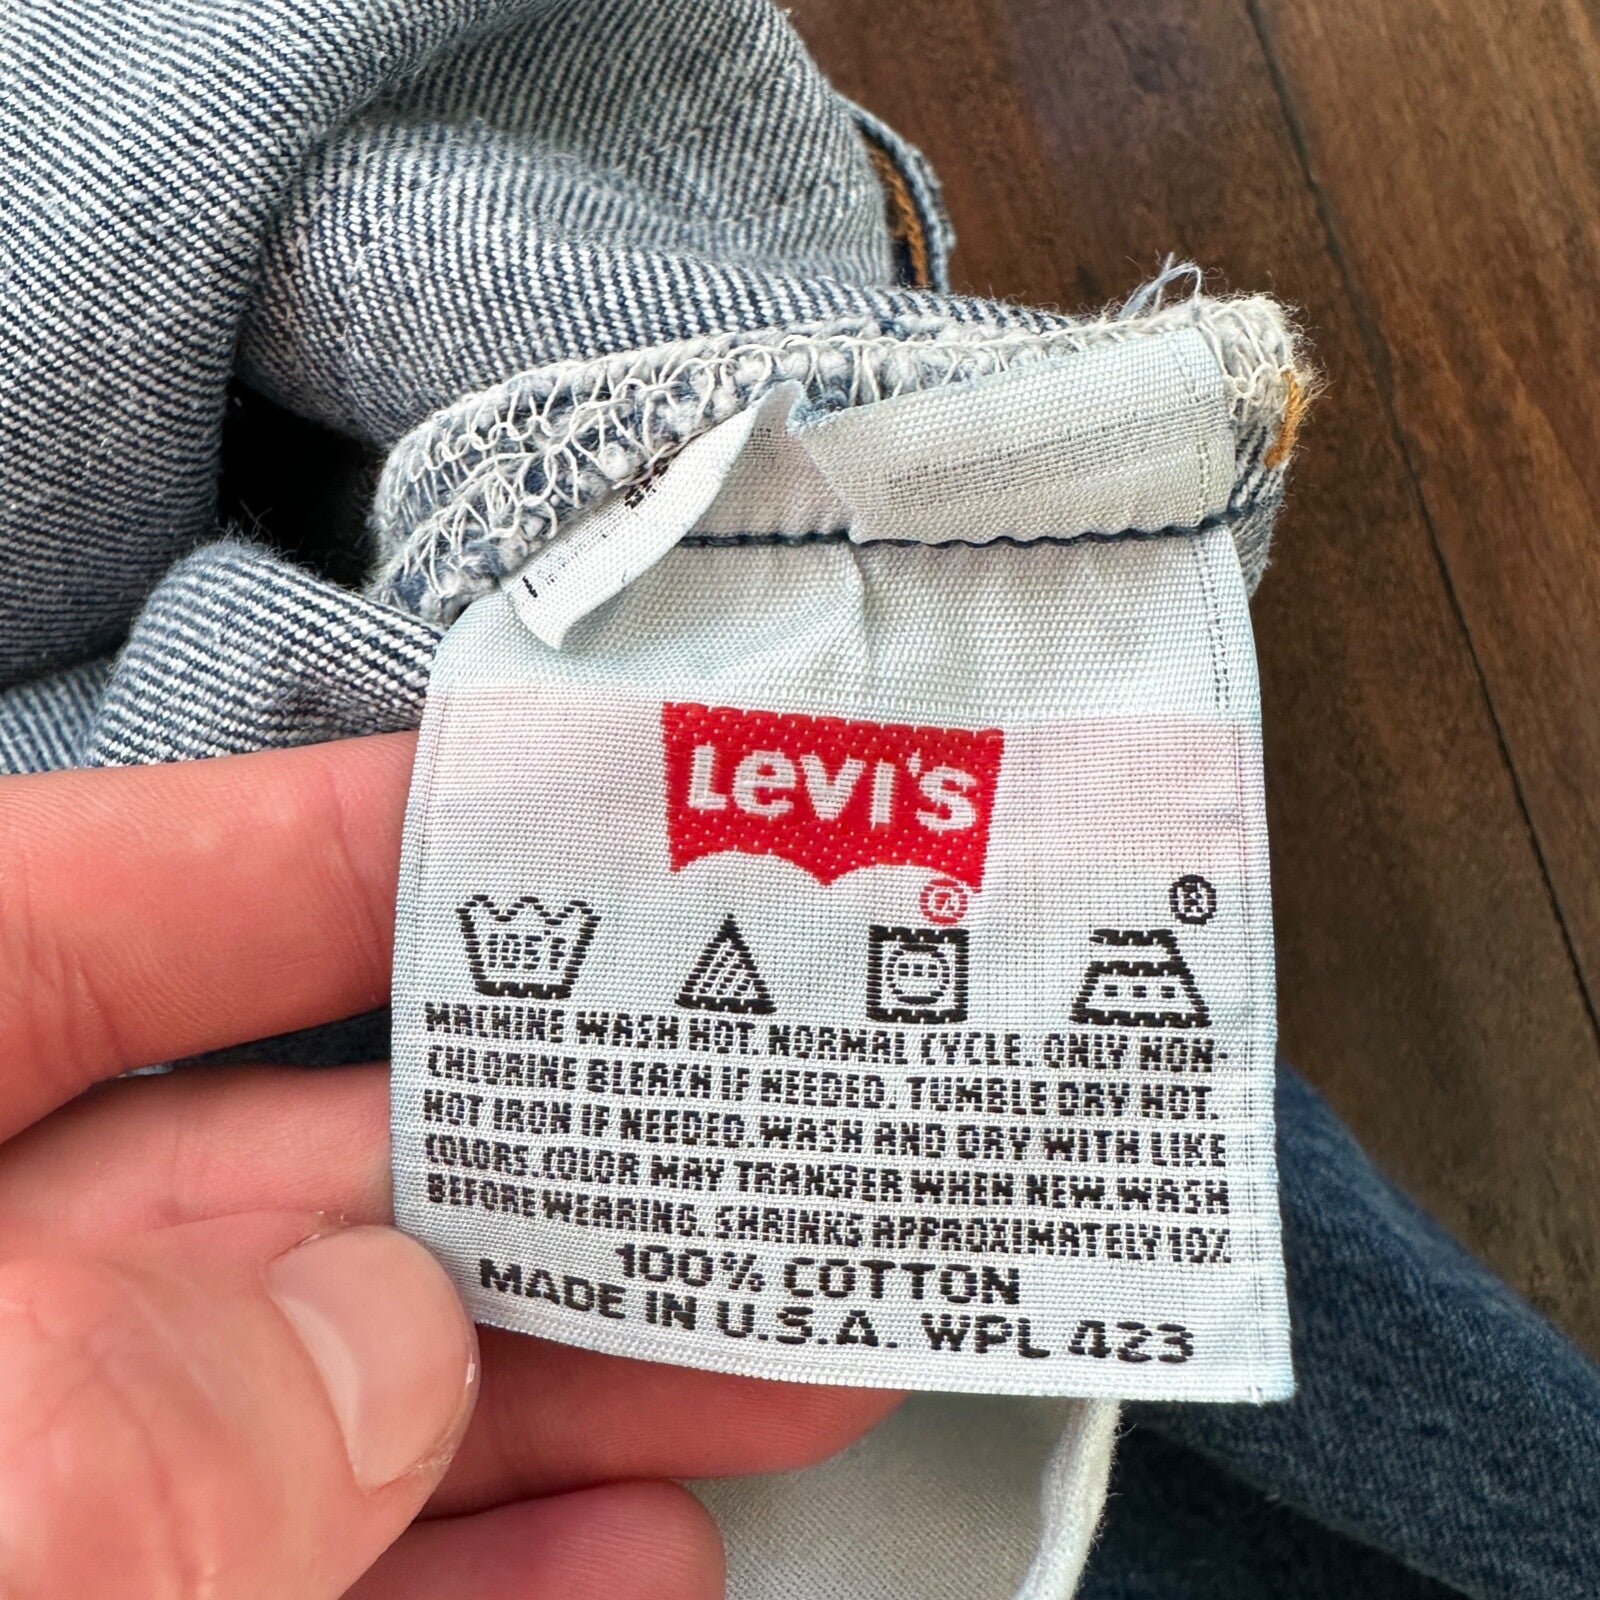 LEVI'S
®
®
105F
MACHINE WASH HOT. NORMAL CYCLE. ONLY NON-
CHLORINE BLEACH IF NEEDED. TUMBLE DRY HOT.
HOT IRON IF NEEDED. WASH AND DRY WITH LIKE
COLORS. COLOR MAY TRANSFER WHEN NEW. WASH
BEFORE WEARING. SHRINKS APPROXIMATELY 10%
100% COTTON
MADE IN U.S.A. WPL 423